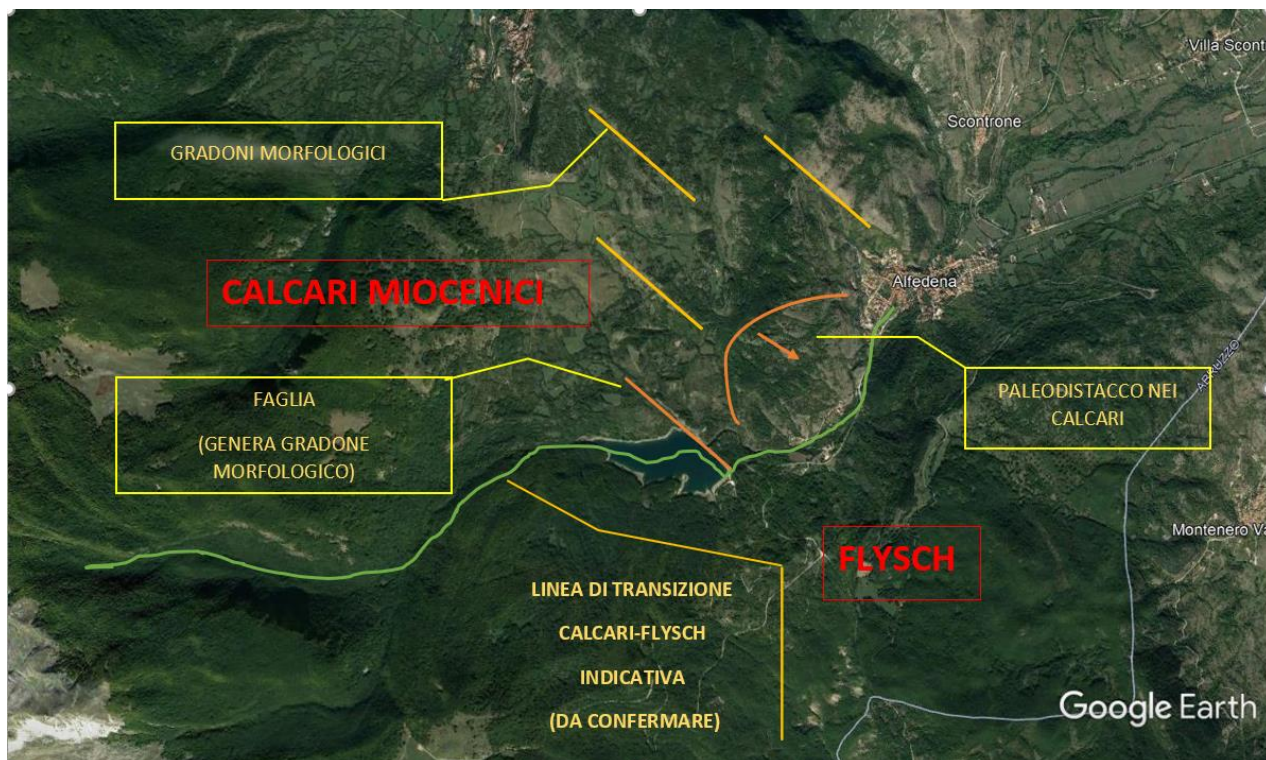 Villa Scont
Scontrone
GRADONI MORFOLOGICI
CALCARI MIOCENICI
Alfedena
ABRUZZO
FAGLIA
(GENERA GRADONE
MORFOLOGICO)
PALEODISTACCO NEI
CALCARI
FLYSCH
Montenero Va
LINEA DI TRANSIZIONE
CALCARI-FLYSCH
INDICATIVA
(DA CONFERMARE)
Google Earth